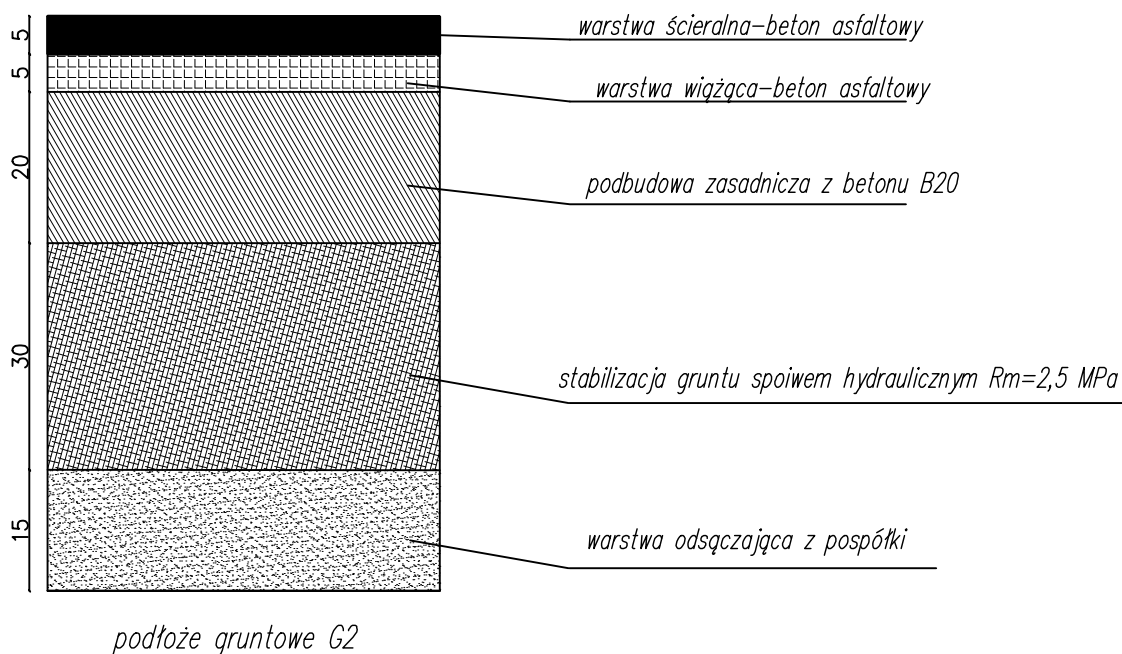 5
warstwa ścieralna-beton asfaltowy
5
warstwa wiążąca-beton asfaltowy
20
podbudowa zasadnicza z betonu B20
30
stabilizacja gruntu spoiwem hydraulicznym Rm=2,5 MPa
15
warstwa odsączająca z pospółki
podłoże gruntowe G2